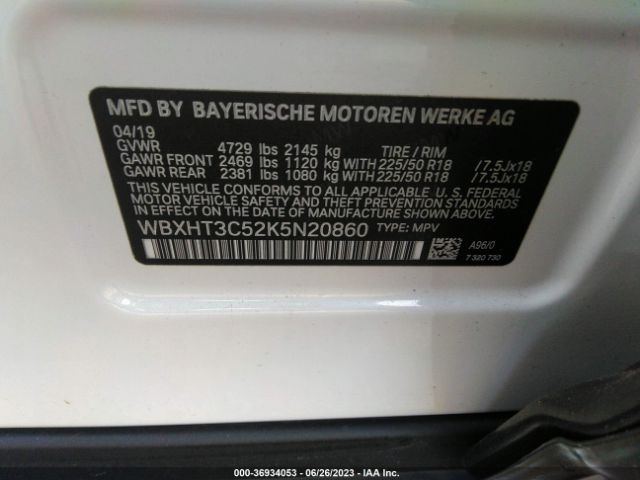 MFD BY BAYERISCHE MOTOREN WERKE AG
04/19
GVWR 4729 lbs 2145 kg TIRE / RIM
GAWR FRONT 2469 lbs 1120 kg WITH 225/50 R18 /7.5Jx18
GAWR REAR 2381 lbs 1080 kg WITH 225/50 R18 /7.5Jx18
THIS VEHICLE CONFORMS TO ALL APPLICABLE U. S. FEDERAL
MOTOR VEHICLE SAFETY AND THEFT PREVENTION STANDARDS
IN EFFECT ON THE DATE OF MANUFACTURE SHOWN ABOVE.
WBXHT3C52K5N20860 TYPE: MPV
A96/0
7 320 730
000-36934053 - 06/26/2023 - IAA Inc.